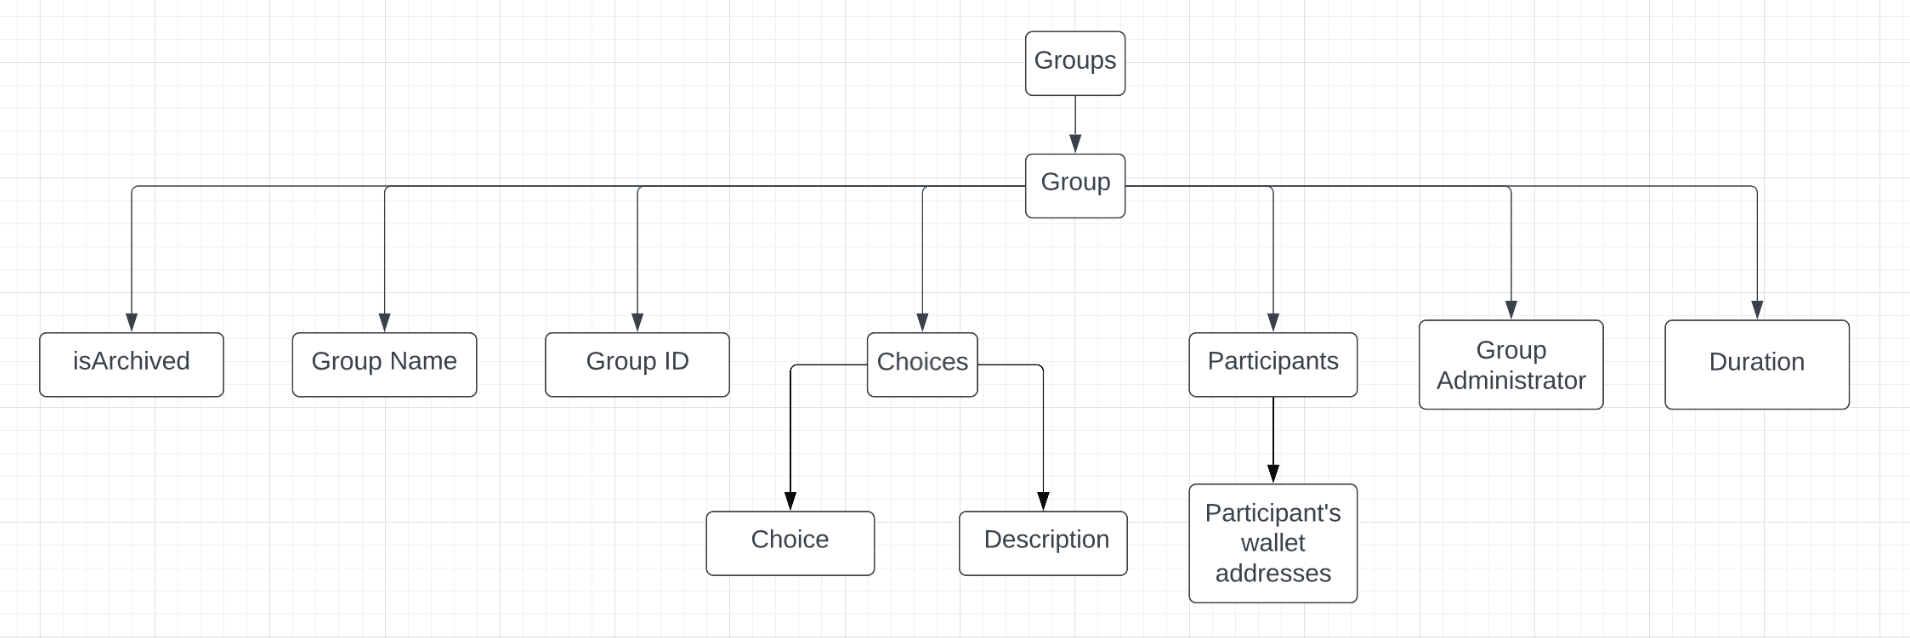 Groups
Group
isArchived
Group Name
Group ID
Choices
Participants
Group
Administrator
Duration
Choice
Description
Participant's
wallet
addresses